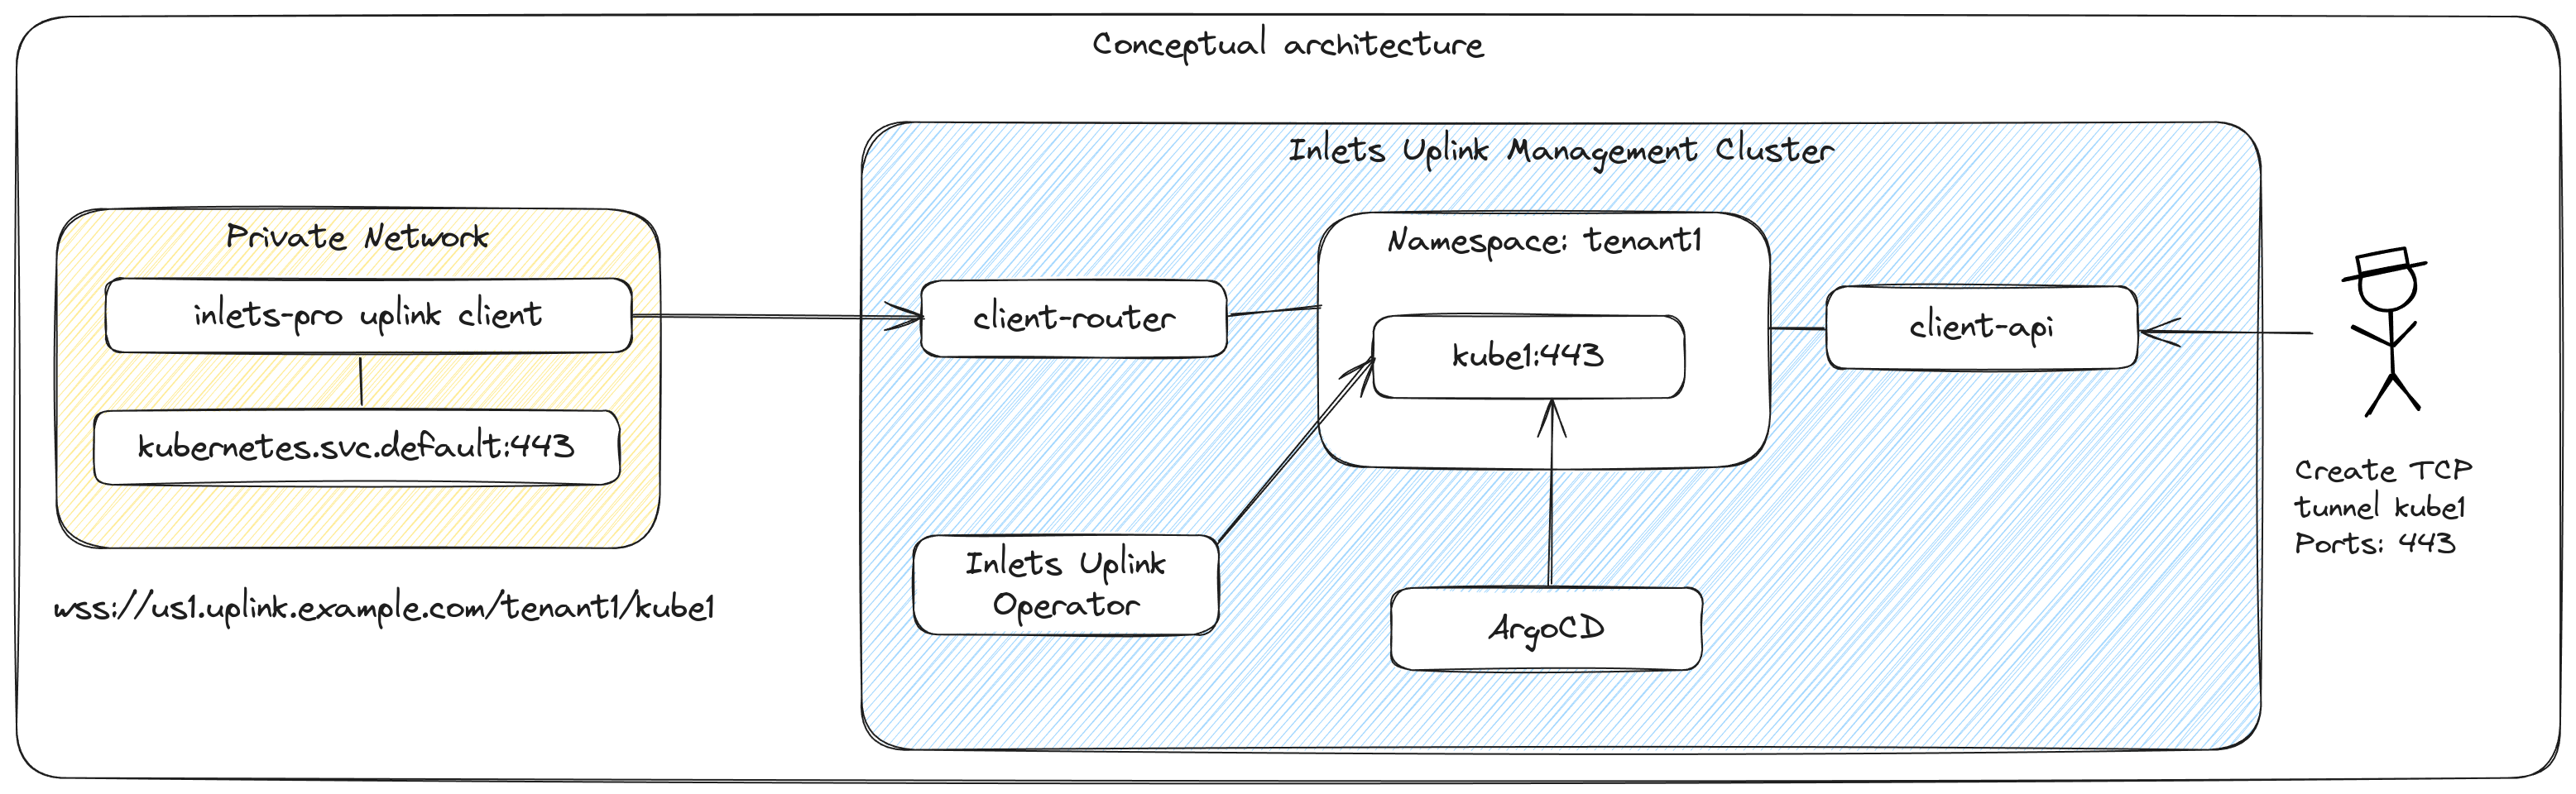 Conceptual architecture
Inlets Uplink Management Cluster
Private Network
inlets-pro uplink client
kubernetes.svc.default:443
wss://us1.uplink.example.com/tenant1/kube1
client-router
Namespace: tenant1
kube1:443
client-api
Inlets Uplink
Operator
ArgoCD
Create TCP
tunnel kube1
Ports: 443